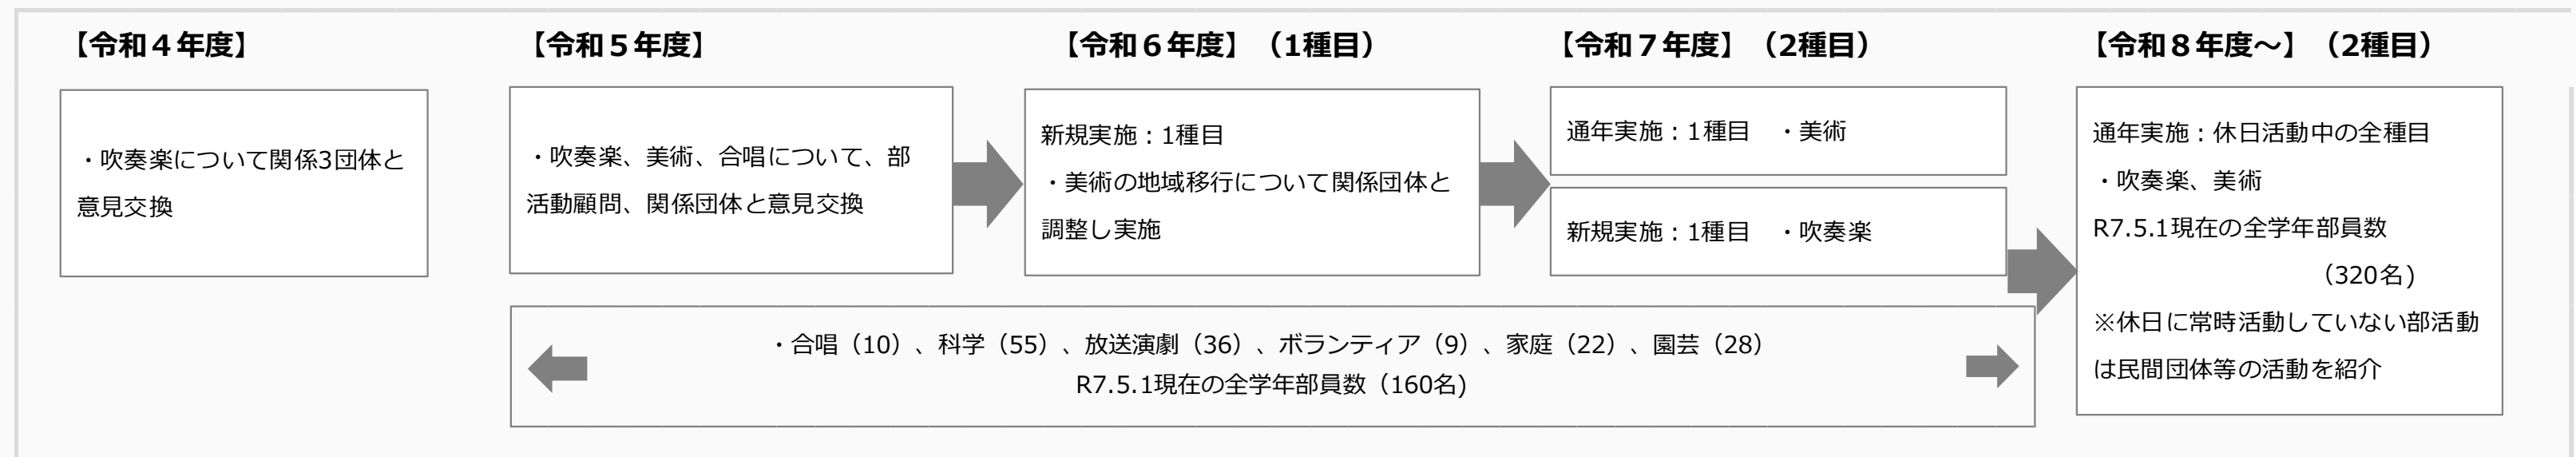 【令和４年度】
・吹奏楽について関係3団体と
意見交換
【令和５年度】
・吹奏楽、美術、合唱について、部
活動顧問、関係団体と意見交換
【令和６年度】（1種目）
新規実施：1種目
・美術の地域移行について関係団体と
調整し実施
【令和７年度】（2種目）
通年実施：1種目　・美術
新規実施：1種目　・吹奏楽
・合唱（10）、科学（55）、放送演劇（36）、ボランティア（9）、家庭（22）、園芸（28）
R7.5.1現在の全学年部員数（160名)
【令和８年度～】（2種目）
通年実施：休日活動中の全種目
・吹奏楽、美術
R7.5.1現在の全学年部員数
（320名)
※休日に常時活動していない部活動
は民間団体等の活動を紹介